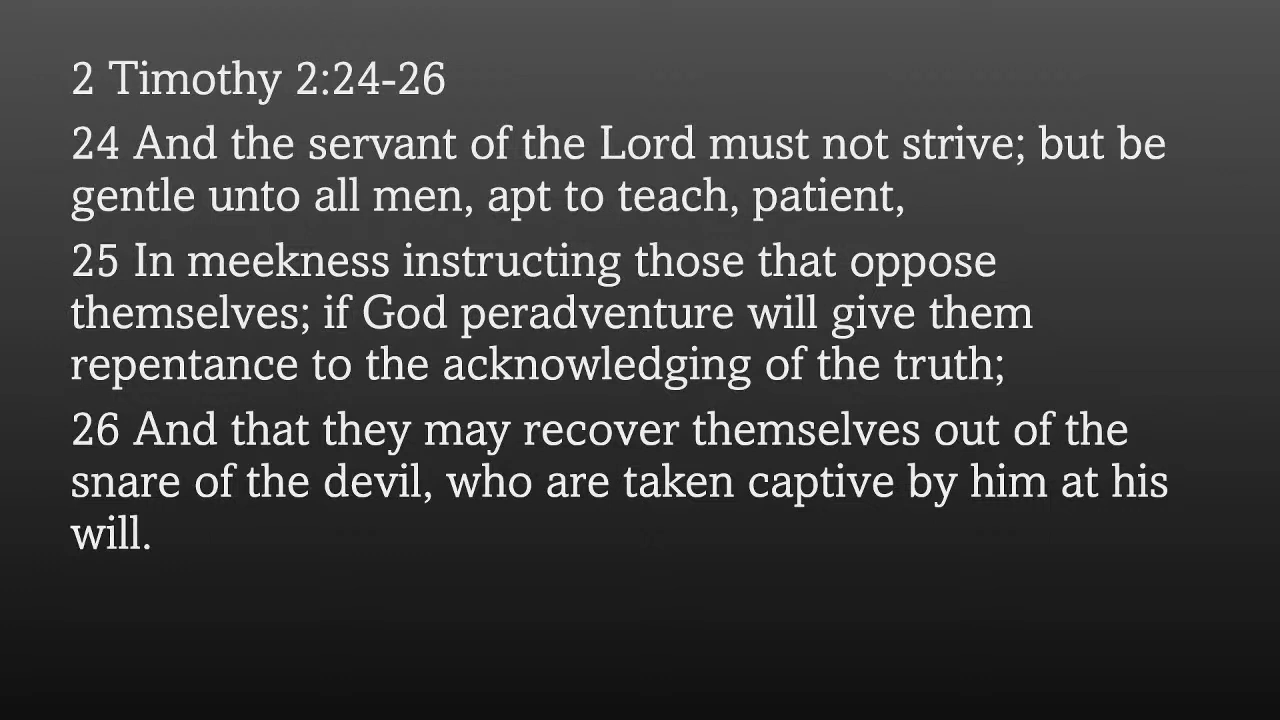 2 Timothy 2:24-26
24 And the servant of the Lord must not strive; but be
gentle unto all men, apt to teach, patient,
25 In meekness instructing those that oppose
themselves; if God peradventure will give them
repentance to the acknowledging of the truth;
26 And that they may recover themselves out of the
snare of the devil, who are taken captive by him at his
will.